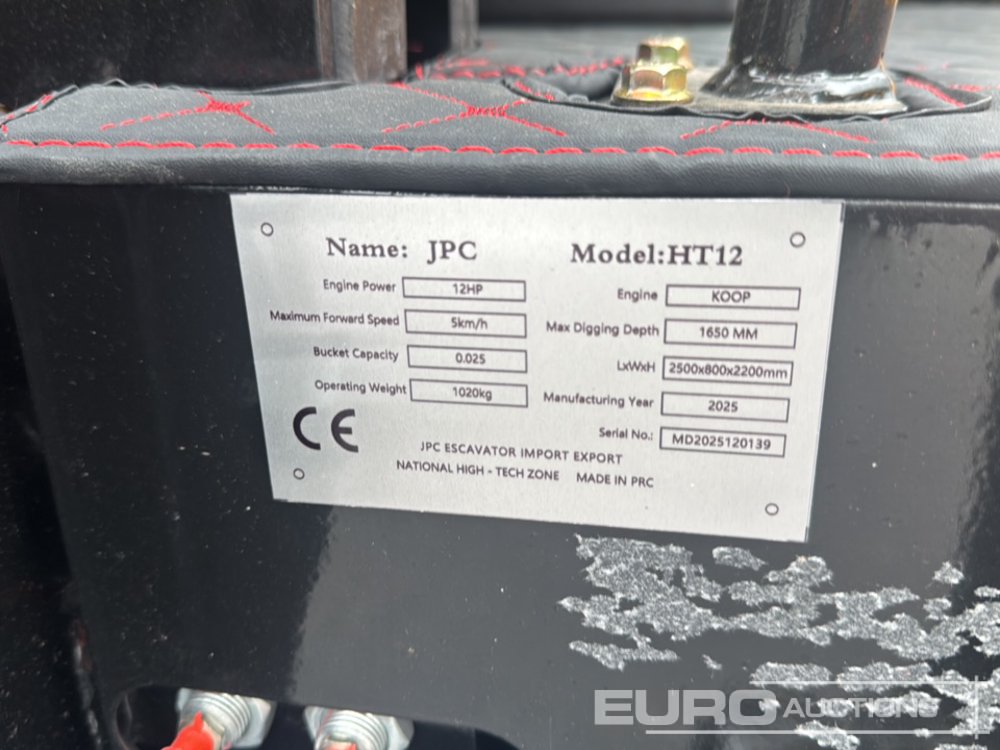 Name: JPC
Engine Power 12HP
Maximum Forward Speed 5km/h
Bucket Capacity 0.025
Operating Weight 1020kg
Model:HT12
Engine KOOP
Max Digging Depth 1650 MM
LxWxH 2500x800x2200mm
Manufacturing Year 2025
Serial No.: MD2025120139
CE
JPC ESCAVATOR IMPORT EXPORT
NATIONAL HIGH - TECH ZONE MADE IN PRC
EURO AUCTIONS